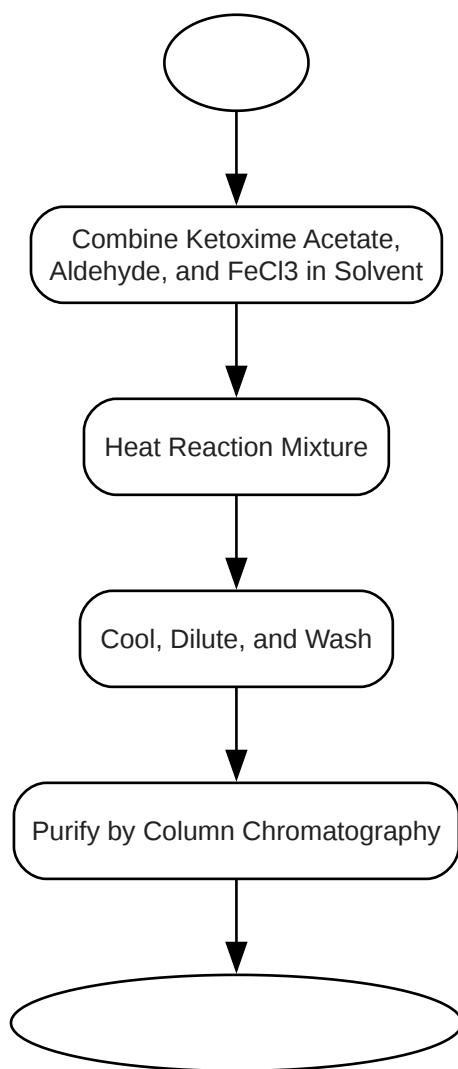 Combine Ketoxime Acetate,
Aldehyde, and FeCl3 in Solvent
Heat Reaction Mixture
Cool, Dilute, and Wash
Purify by Column Chromatography